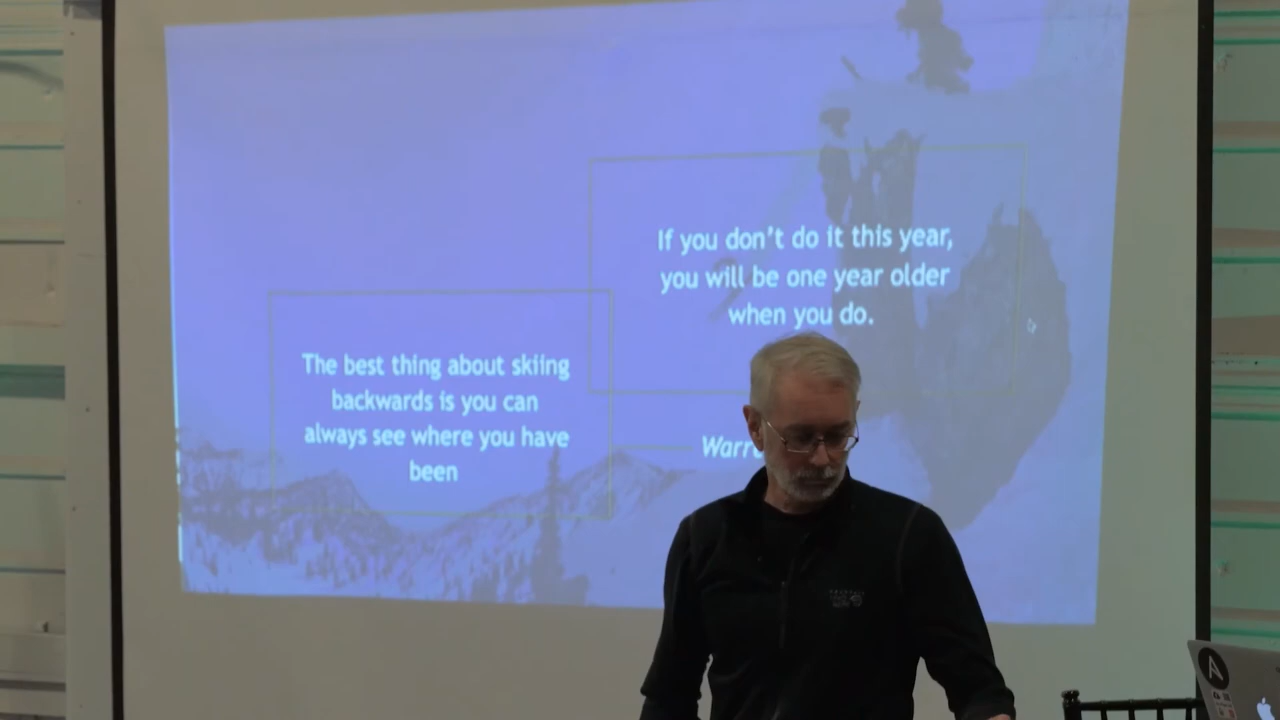 If you don't do it this year,
you will be one year older
when you do.
The best thing about skiing
backwards is you can
always see where you have
been